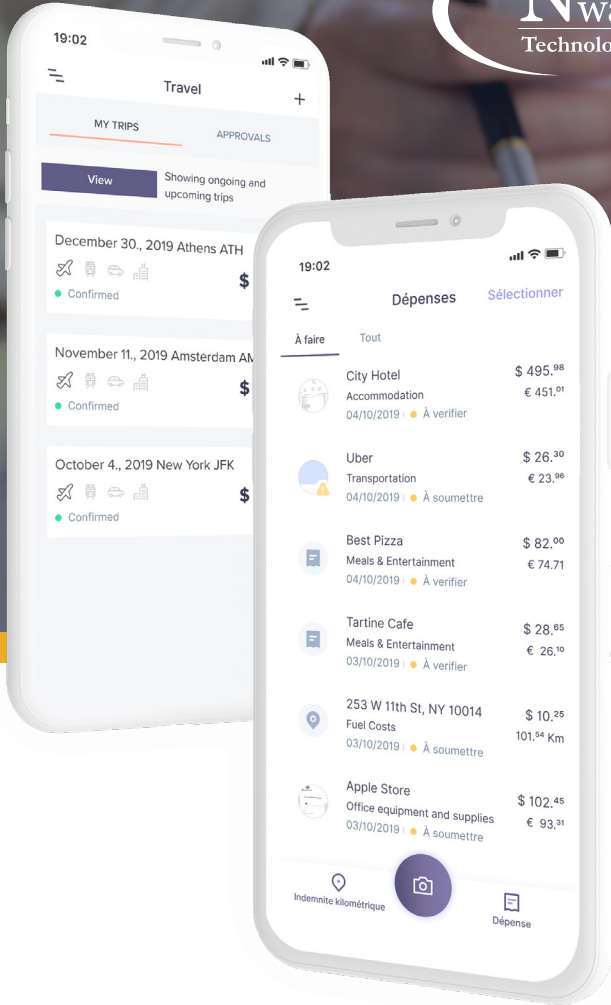 19:02
Travel
+
MY TRIPS
APPROVALS
View
Showing ongoing and
upcoming trips
December 30., 2019 Athens ATH
$
Confirmed
November 11., 2019 Amsterdam AM
$
Confirmed
October 4., 2019 New York JFK
$
Confirmed
19:02
Dépenses
Sélectionner
À faire
Tout
City Hotel
$ 495.98
Accommodation
€ 451.01
04/10/2019 À vérifier
Uber
$ 26.30
Transportation
€ 23.96
04/10/2019 À soumettre
Best Pizza
$ 82.00
Meals & Entertainment
€ 74.71
04/10/2019 À vérifier
Tartine Cafe
$ 28.65
Meals & Entertainment
€ 26.10
03/10/2019 À vérifier
253 W 11th St, NY 10014
$ 10.25
Fuel Costs
101.54 Km
03/10/2019 À soumettre
Apple Store
$ 102.45
Office equipment and supplies
€ 93.31
03/10/2019 À soumettre
Indemnite kilométrique
Dépense